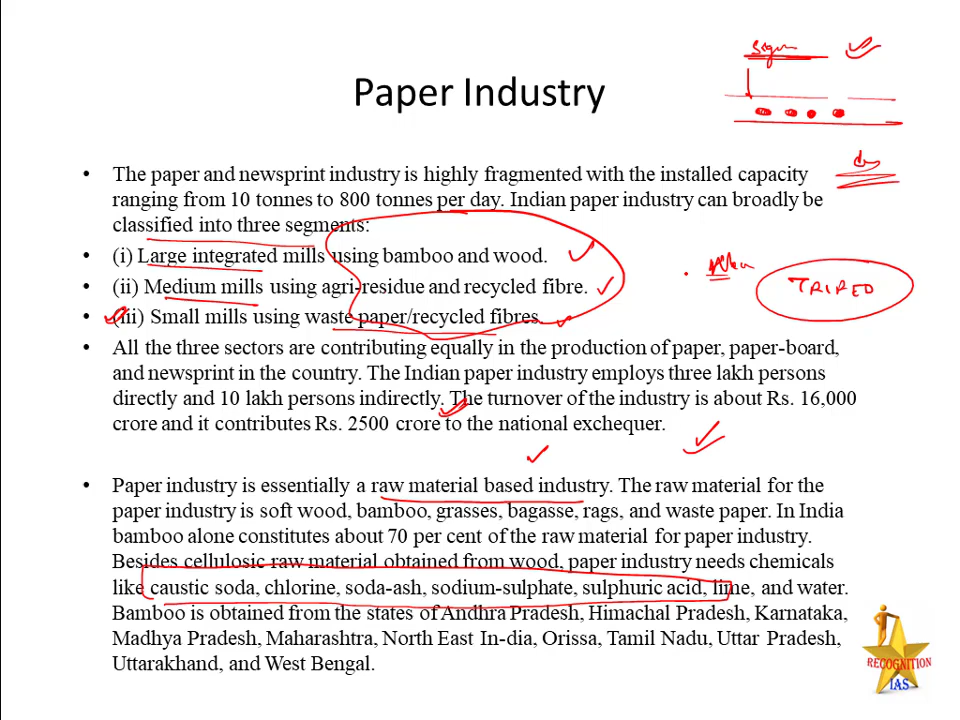 Paper Industry
• The paper and newsprint industry is highly fragmented with the installed capacity
ranging from 10 tonnes to 800 tonnes per day. Indian paper industry can broadly be
classified into three segments:
• (i) Large integrated mills using bamboo and wood.
• (ii) Medium mills using agri-residue and recycled fibre.
• (iii) Small mills using waste paper/recycled fibres.
TRIPED
• All the three sectors are contributing equally in the production of paper, paper-board,
and newsprint in the country. The Indian paper industry employs three lakh persons
directly and 10 lakh persons indirectly. The turnover of the industry is about Rs. 16,000
crore and it contributes Rs. 2500 crore to the national exchequer.
• Paper industry is essentially a raw material based industry. The raw material for the
paper industry is soft wood, bamboo, grasses, bagasse, rags, and waste paper. In India
bamboo alone constitutes about 70 per cent of the raw material for paper industry.
Besides cellulosic raw material obtained from wood, paper industry needs chemicals
like caustic soda, chlorine, soda-ash, sodium-sulphate, sulphuric acid, lime, and water.
Bamboo is obtained from the states of Andhra Pradesh, Himachal Pradesh, Karnataka,
Madhya Pradesh, Maharashtra, North East In-dia, Orissa, Tamil Nadu, Uttar Pradesh,
Uttarakhand, and West Bengal.
RECOGNITION
IAS